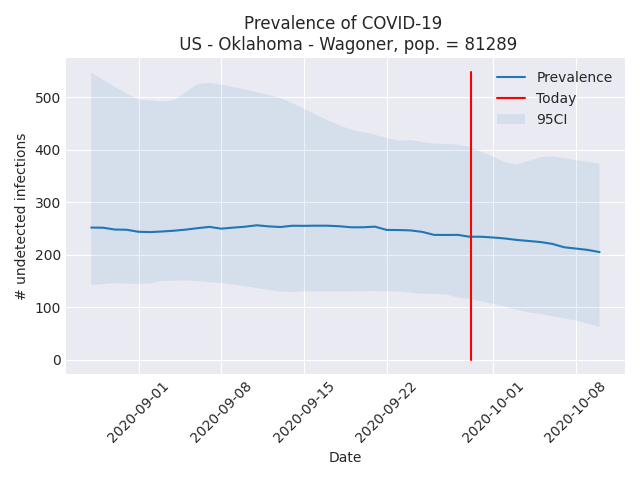 Prevalence of COVID-19
US - Oklahoma - Wagoner, pop. = 81289
Prevalence
Today
95CI
# undetected infections
500
400
300
200
100
0
2020-09-01
2020-09-08
2020-09-15
2020-09-22
2020-10-01
2020-10-08
Date